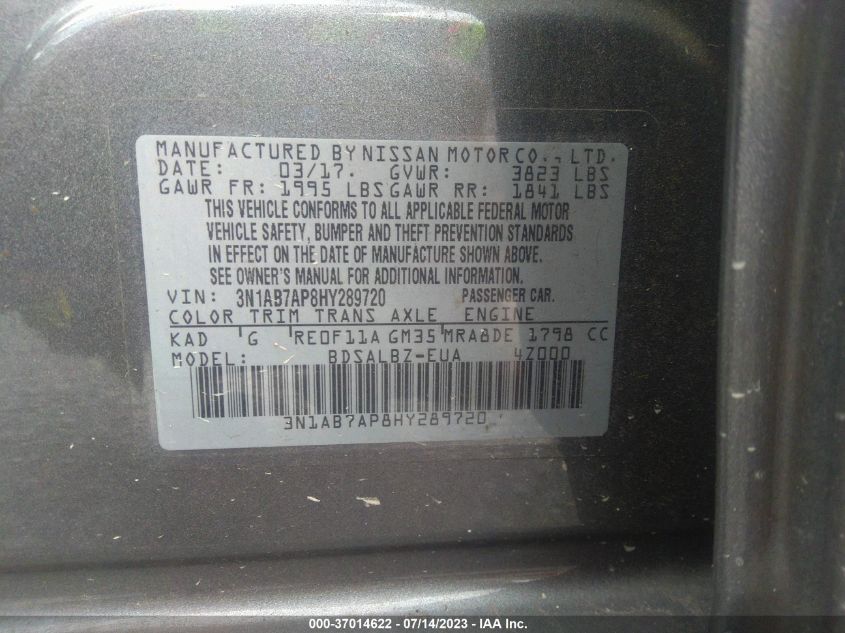 MANUFACTURED BY NISSAN MOTOR CO., LTD.
DATE: 03/17. GVWR: 3823 LBS
GAWR FR: 1995 LBS GAWR RR: 1841 LBS
THIS VEHICLE CONFORMS TO ALL APPLICABLE FEDERAL MOTOR
VEHICLE SAFETY, BUMPER AND THEFT PREVENTION STANDARDS
IN EFFECT ON THE DATE OF MANUFACTURE SHOWN ABOVE.
SEE OWNER'S MANUAL FOR ADDITIONAL INFORMATION.
VIN: 3N1AB7AP8HY289720 PASSENGER CAR.
COLOR TRIM TRANS AXLE ENGINE
KAD G RE0F11A GM35 MRA8DE 1798 CC
MODEL: BDSALBZ-EUA 4Z000
3N1AB7AP8HY289720
000-37014622 - 07/14/2023 - © IAA Inc.